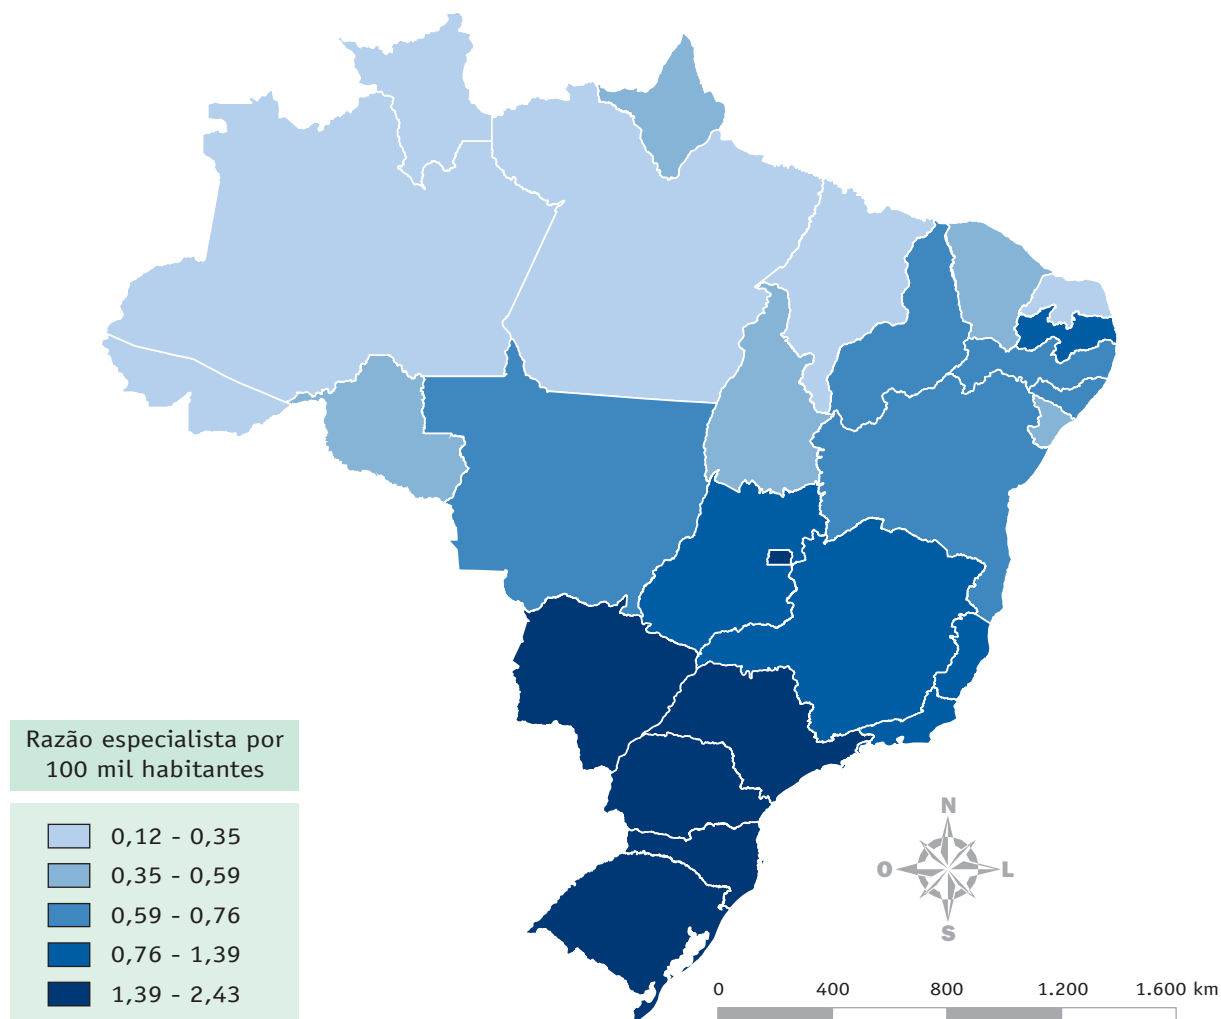 Razão especialista por
100 mil habitantes
0,12 - 0,35
0,35 - 0,59
0,59 - 0,76
0,76 - 1,39
1,39 - 2,43
N
O L
S
0 400 800 1.200 1.600 km